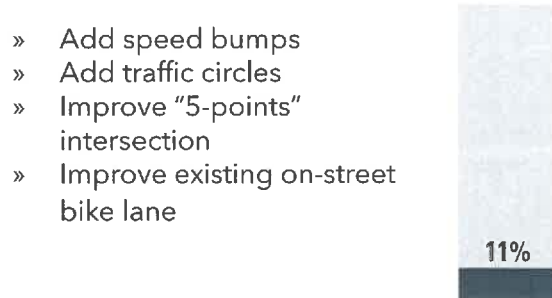 » Add speed bumps
» Add traffic circles
» Improve "5-points"
intersection
» Improve existing on-street
bike lane
11%